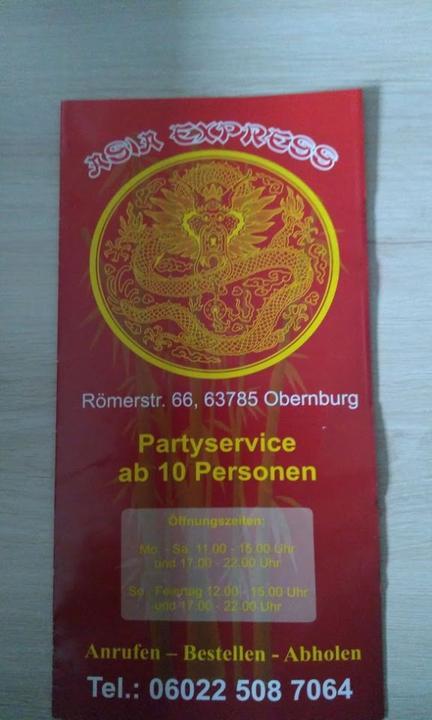 ASIA EXPRESS
Römerstr. 66, 63785 Obernburg
Partyservice
ab 10 Personen
Öffnungszeiten:
Mo. - Sa. 11.00 - 15.00 Uhr
und 17.00 - 22.00 Uhr
So., Feiertag 12.00 - 15.00 Uhr
und 17.00 - 22.00 Uhr
Anrufen – Bestellen - Abholen
Tel.: 06022 508 7064